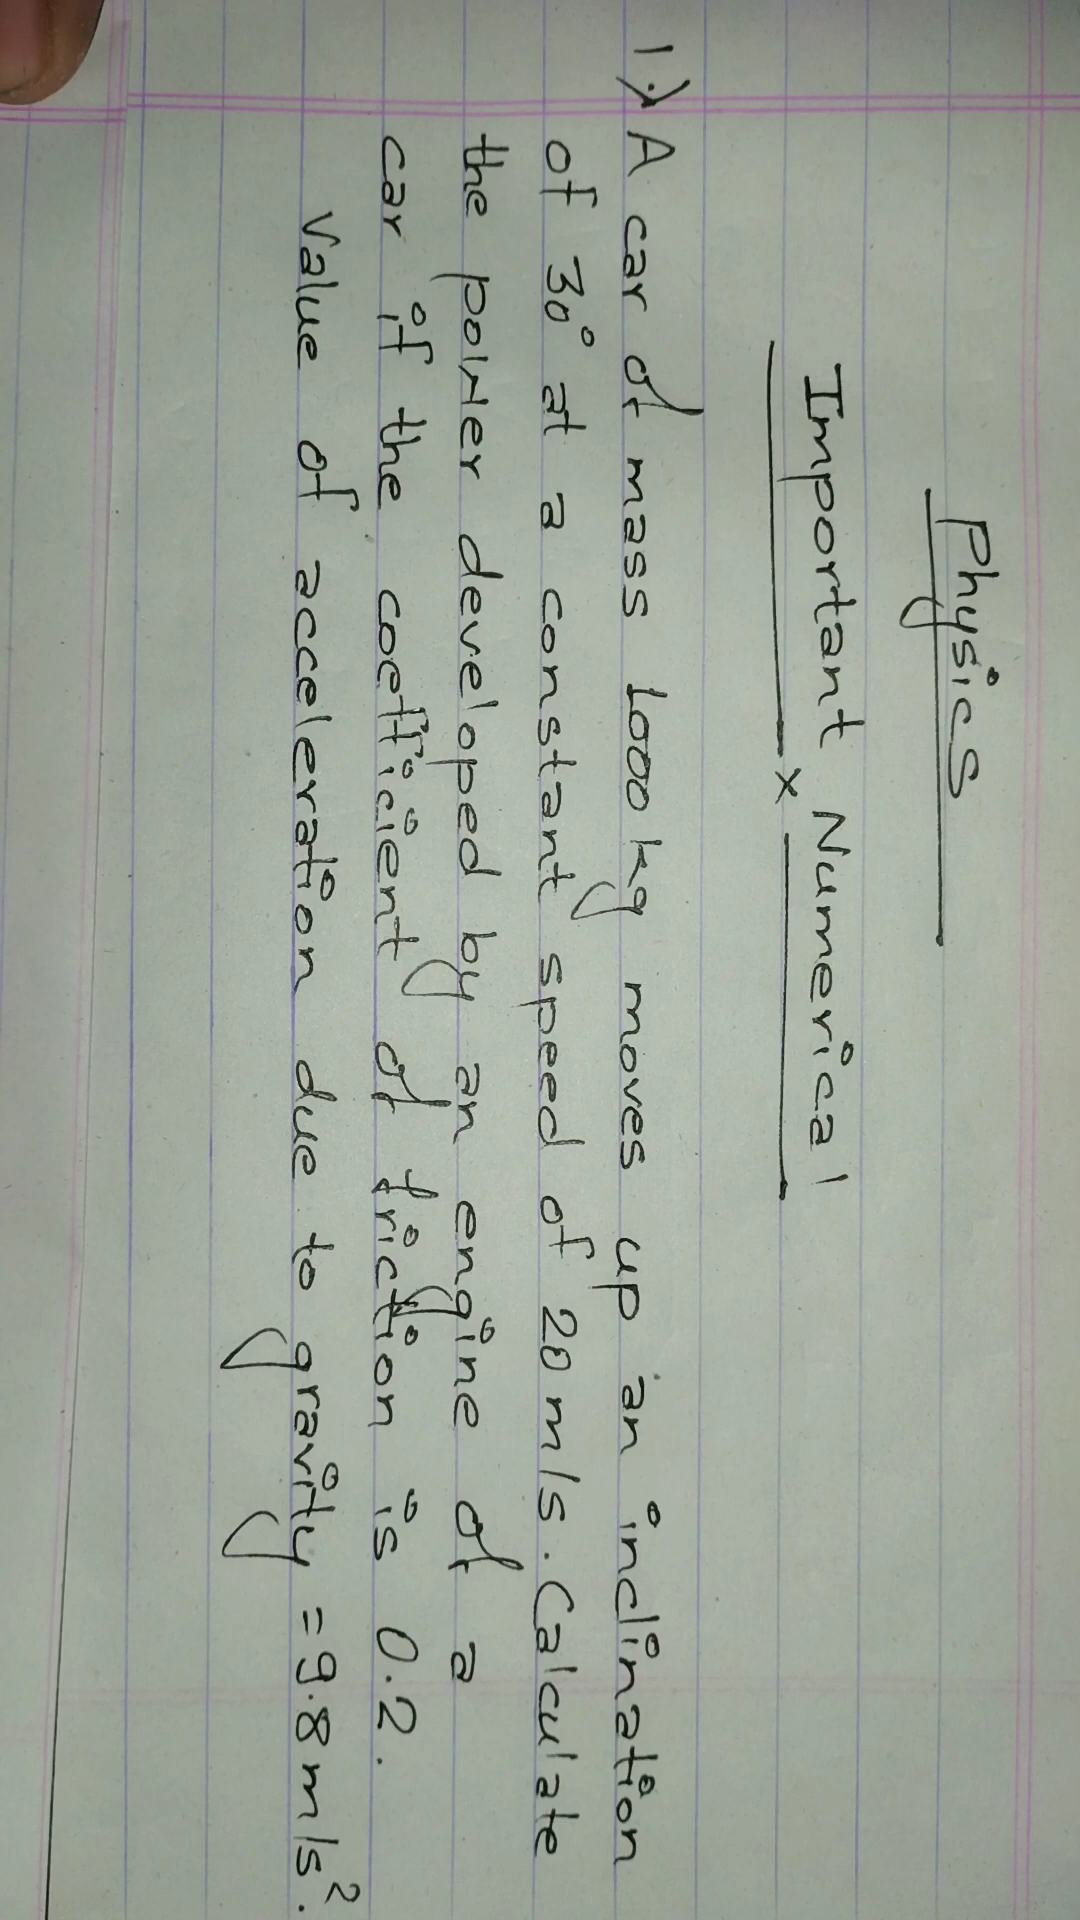 Physics
Important Numerical
x
1.) A car of mass 1000 kg moves up an inclination
of 30° at a constant speed of 20 m/s. Calculate
the power developed by an engine of a
car if the coefficient of friction is 0.2.
Value of acceleration due to gravity = 9.8 m/s².